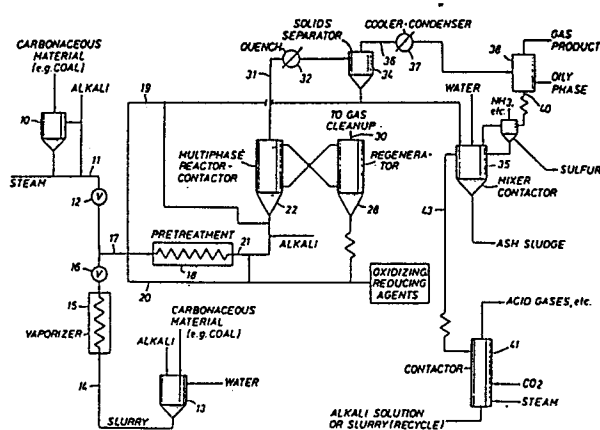 SOLIDS
SEPARATOR
COOLER-CONDENSER
GAS
PRODUCT
CARBONACEOUS
MATERIAL
(e.g. COAL)
ALKALI
QUENCH
31
32
34
36
37
38
OILY
PHASE
40
WATER
NH3,
etc.
10
19
TO GAS
CLEANUP
30
SULFUR
11
STEAM
12
MULTIPHASE
REACTOR-
CONTACTOR
REGENERA-
TOR
35
MIXER
CONTACTOR
22
28
43
PRETREATMENT
17
21
ALKALI
ASH SLUDGE
16
18
20
OXIDIZING
REDUCING
AGENTS
15
VAPORIZER
CARBONACEOUS
MATERIAL
(e.g. COAL)
ALKALI
ACID GASES, etc.
41
14
WATER
CONTACTOR
CO2
STEAM
SLURRY
13
ALKALI SOLUTION
OR SLURRY (RECYCLE)